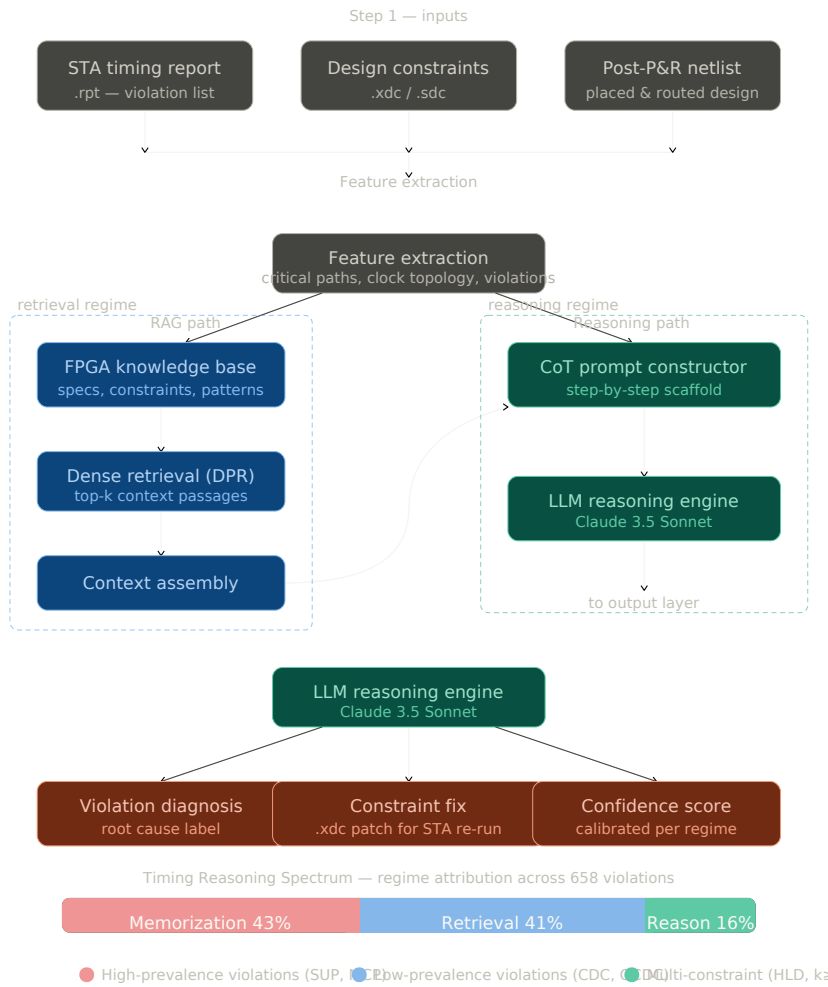 Step 1 — inputs
STA timing report
.rpt — violation list
Design constraints
.xdc / .sdc
Post-P&R netlist
placed & routed design
Feature extraction
Feature extraction
critical paths, clock topology, violations
retrieval regime
RAG path
reasoning regime
Reasoning path
FPGA knowledge base
specs, constraints, patterns
Dense retrieval (DPR)
top-k context passages
Context assembly
CoT prompt constructor
step-by-step scaffold
LLM reasoning engine
Claude 3.5 Sonnet
to output layer
LLM reasoning engine
Claude 3.5 Sonnet
Violation diagnosis
root cause label
Constraint fix
.xdc patch for STA re-run
Confidence score
calibrated per regime
Timing Reasoning Spectrum — regime attribution across 658 violations
Memorization 43%
Retrieval 41%
Reason 16%
High-prevalence violations (SUP, MCP)
Low-prevalence violations (CDC,
Multi-constraint (HLD,